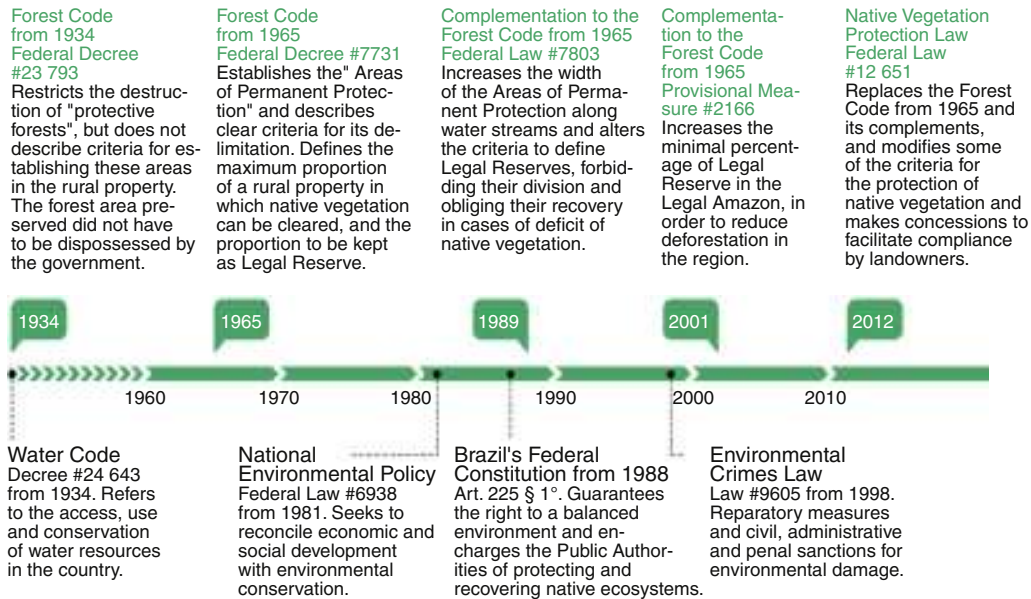 Forest Code
from 1934
Federal Decree
#23 793
Restricts the destruc-
tion of "protective
forests", but does not
describe criteria for es-
tablishing these areas
in the rural property.
The forest area pre-
served did not have
to be dispossessed by
the government.
Forest Code
from 1965
Federal Decree #7731
Establishes the" Areas
of Permanent Protec-
tion" and describes
clear criteria for its de-
limitation. Defines the
maximum proportion
of a rural property in
which native vegetation
can be cleared, and the
proportion to be kept
as Legal Reserve.
Complementation to the
Forest Code from 1965
Federal Law #7803
Increases the width
of the Areas of Perma-
nent Protection along
water streams and alters
the criteria to define
Legal Reserves, forbid-
ding their division and
obliging their recovery
in cases of deficit of
native vegetation.
Complementa-
tion to the
Forest Code
from 1965
Provisional Mea-
sure #2166
Increases the
minimal percent-
age of Legal
Reserve in the
Legal Amazon, in
order to reduce
deforestation in
the region.
Native Vegetation
Protection Law
Federal Law
#12 651
Replaces the Forest
Code from 1965 and
its complements,
and modifies some
of the criteria for
the protection of
native vegetation and
makes concessions to
facilitate compliance
by landowners.
1934
1965
1989
2001
2012
1960
1970
1980
1990
2000
2010
Water Code
Decree #24 643
from 1934. Refers
to the access, use
and conservation
of water resources
in the country.
National
Environmental Policy
Federal Law #6938
from 1981. Seeks to
reconcile economic and
social development
with environmental
conservation.
Brazil's Federal
Constitution from 1988
Art. 225 § 1°. Guarantees
the right to a balanced
environment and en-
charges the Public Author-
ities of protecting and
recovering native ecosystems.
Environmental
Crimes Law
Law #9605 from 1998.
Reparatory measures
and civil, administrative
and penal sanctions for
environmental damage.